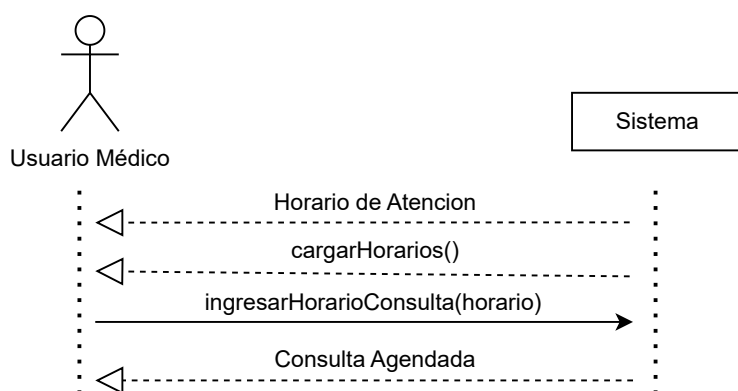 Usuario Médico
Sistema
Horario de Atencion
cargarHorarios()
ingresarHorarioConsulta(horario)
Consulta Agendada